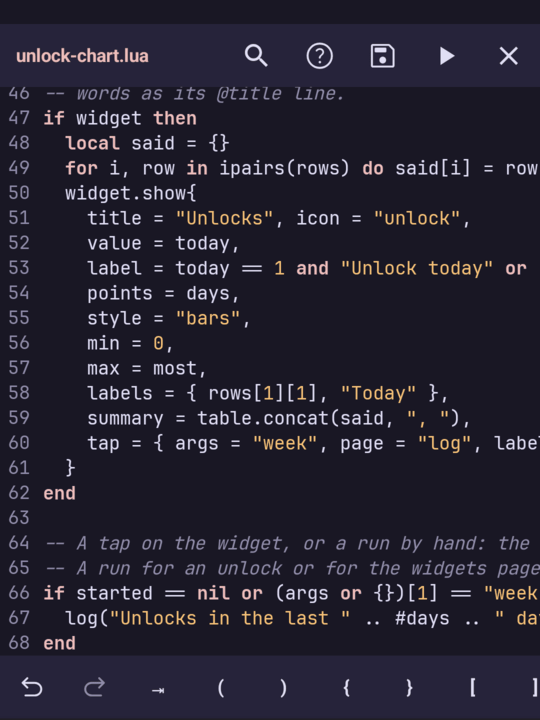 unlock-chart.lua
46 -- words as its @title line.
47 if widget then
48 local said = {}
49 for i, row in ipairs(rows) do said[i] = row
50 widget.show{
51 title = "Unlocks", icon = "unlock",
52 value = today,
53 label = today == 1 and "Unlock today" or
54 points = days,
55 style = "bars",
56 min = 0,
57 max = most,
58 labels = { rows[1][1], "Today" },
59 summary = table.concat(said, ", "),
60 tap = { args = "week", page = "log", labe
61 }
62 end
63
64 -- A tap on the widget, or a run by hand: the
65 -- A run for an unlock or for the widgets page
66 if started == nil or (args or {})[1] == "week
67 log("Unlocks in the last " .. #days .. " da
68 end
( ) { } [ ]